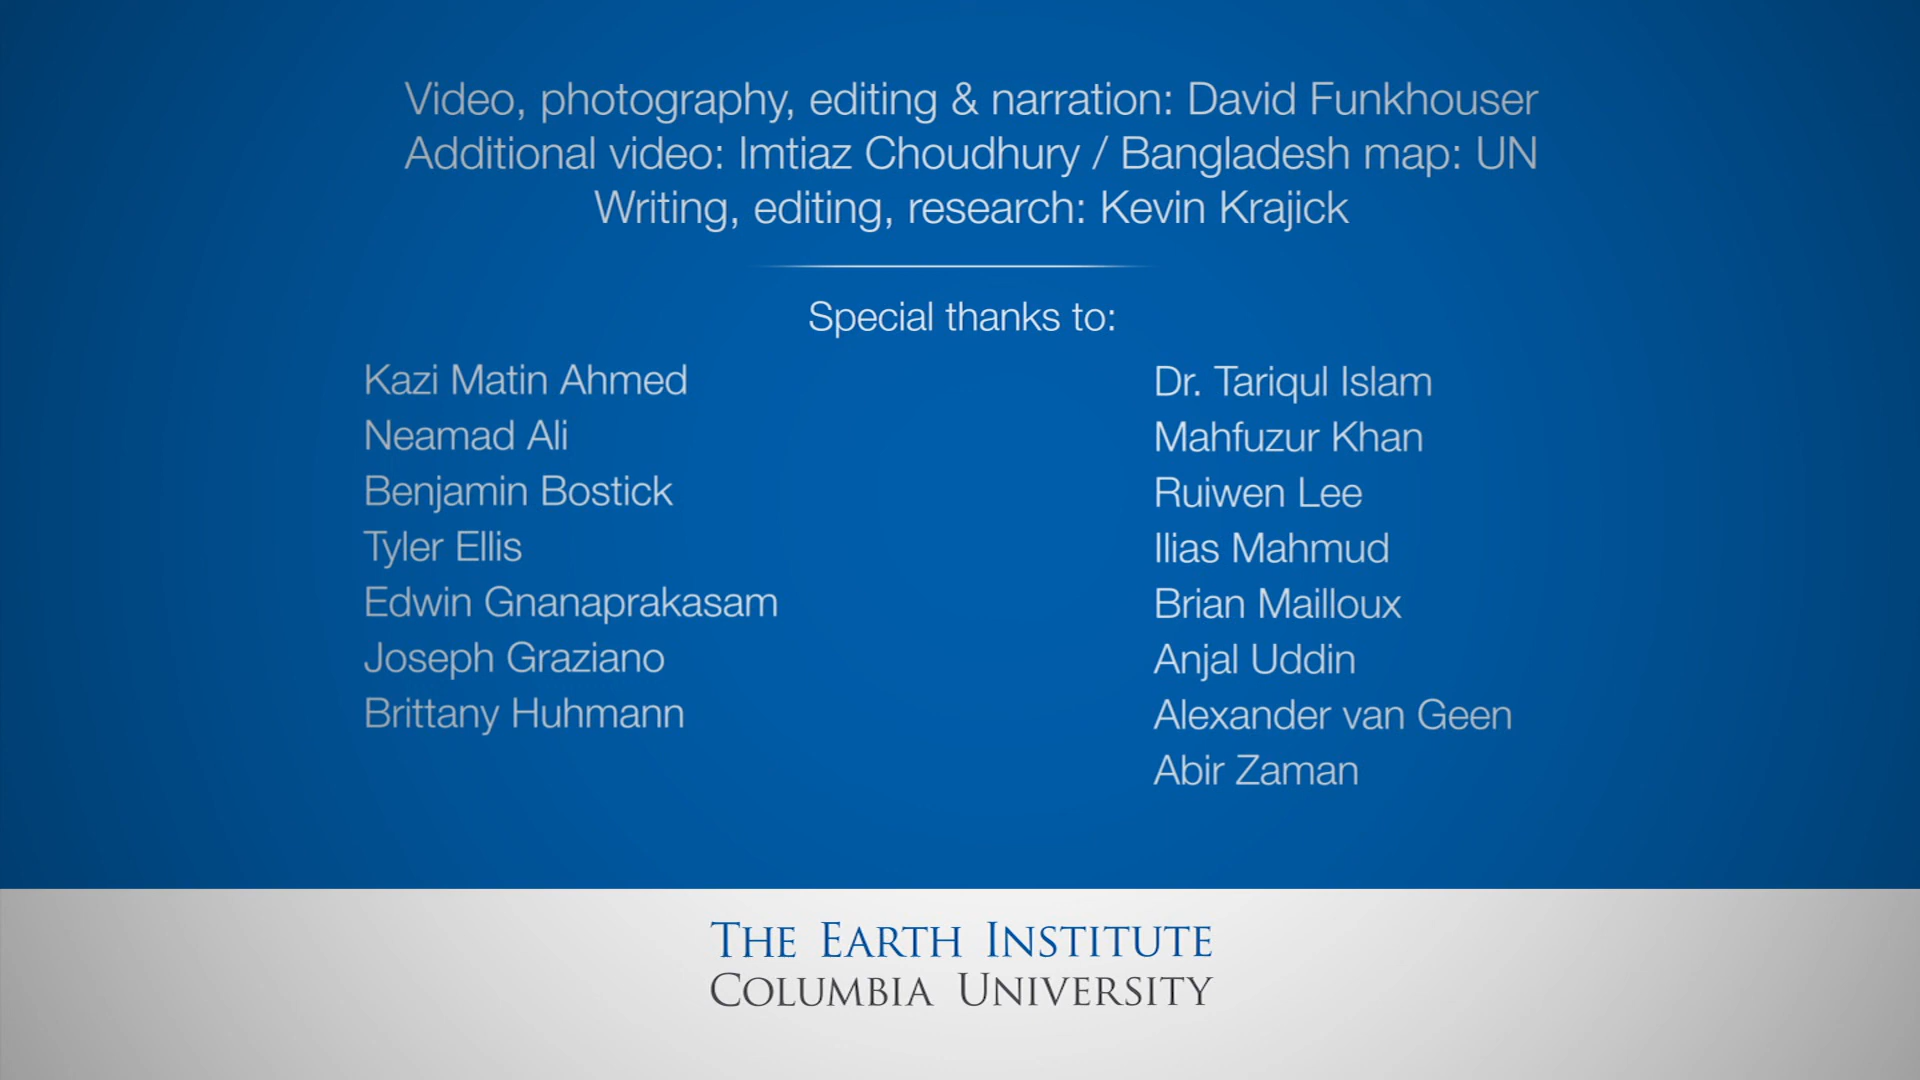 Video, photography, editing & narration: David Funkhouser
Additional video: Imtiaz Choudhury / Bangladesh map: UN
Writing, editing, research: Kevin Krajick
Special thanks to:
Kazi Matin Ahmed
Neamad Ali
Benjamin Bostick
Tyler Ellis
Edwin Gnanaprakasam
Joseph Graziano
Brittany Huhmann
Dr. Tariqul Islam
Mahfuzur Khan
Ruiwen Lee
Ilias Mahmud
Brian Mailloux
Anjal Uddin
Alexander van Geen
Abir Zaman
THE EARTH INSTITUTE
COLUMBIA UNIVERSITY